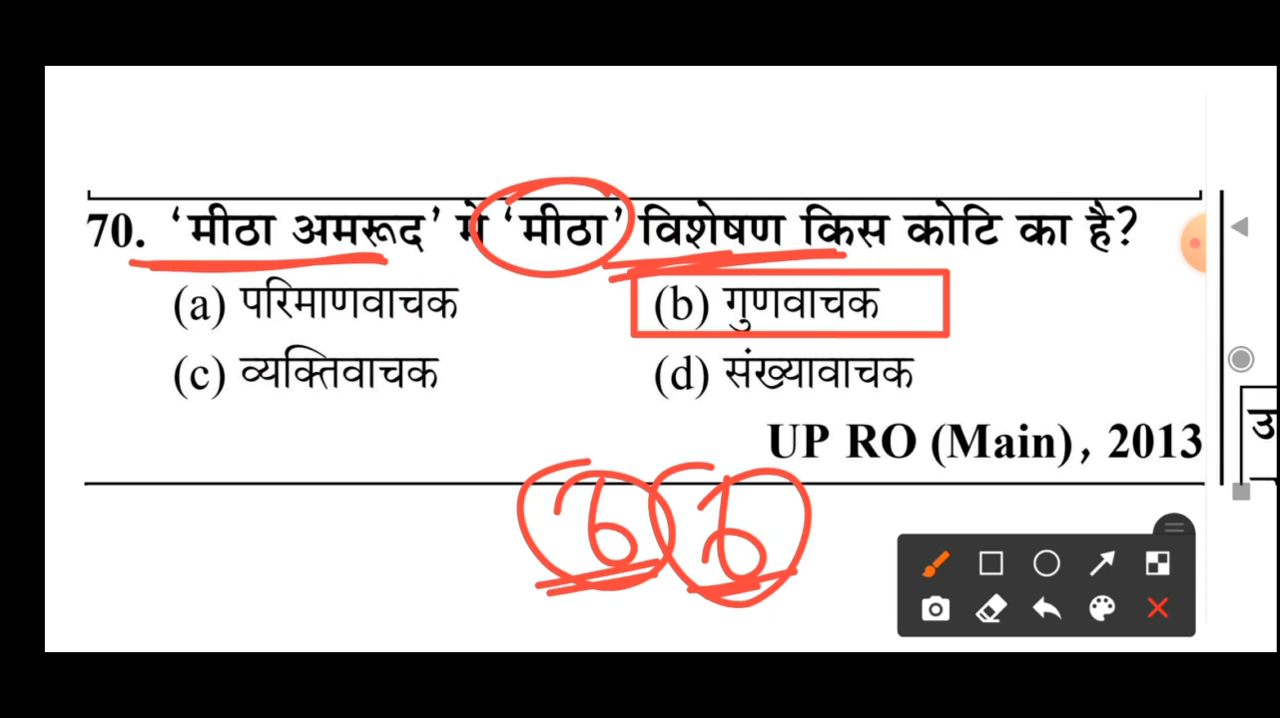 70. ‘मीठा अमरूद’ मे ‘मीठा’ विशेषण किस कोटि का है?
(a) परिमाणवाचक (b) गुणवाचक
(c) व्यक्तिवाचक (d) संख्यावाचक
UP RO (Main), 2013
b b
उ